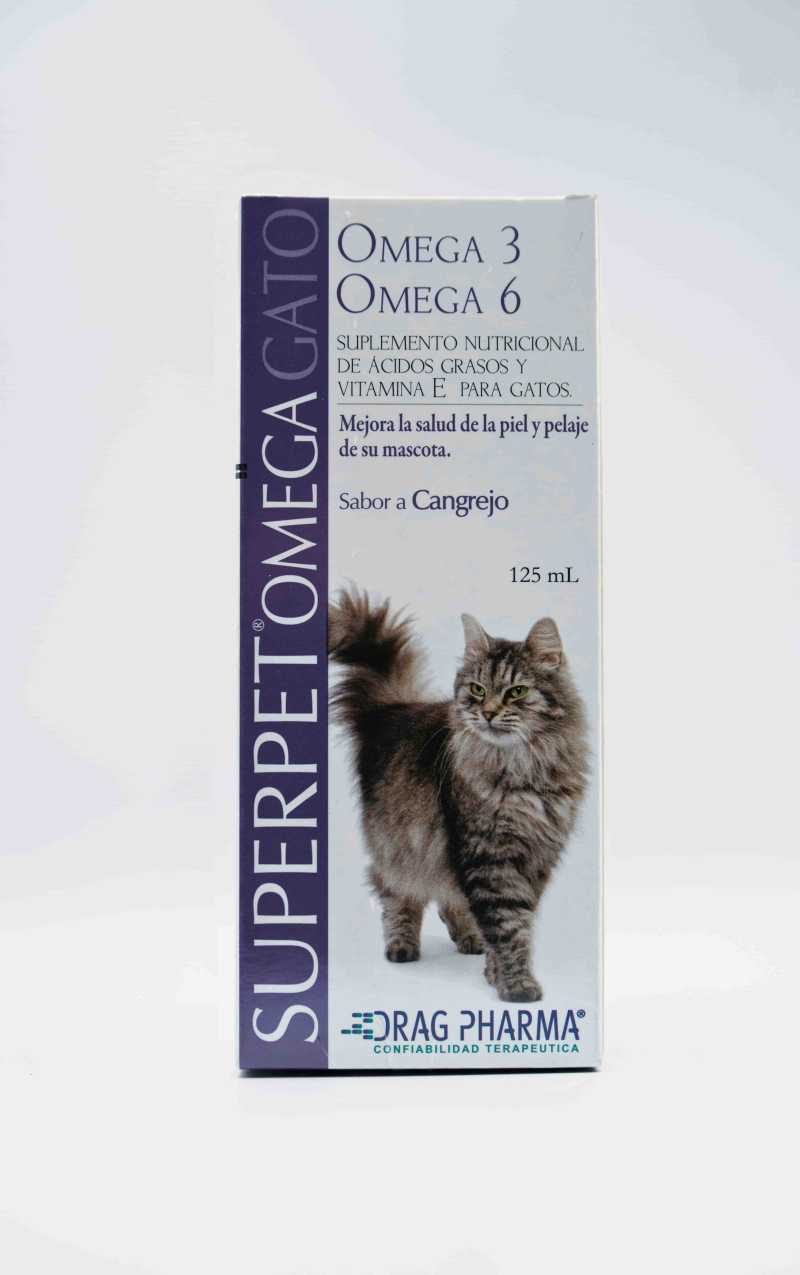 SUPERPET® OMEGA GATO
OMEGA 3
OMEGA 6
SUPLEMENTO NUTRICIONAL
DE ÁCIDOS GRASOS Y
VITAMINA E PARA GATOS.
Mejora la salud de la piel y pelaje
de su mascota.
Sabor a Cangrejo
125 mL
DRAG PHARMA®
CONFIABILIDAD TERAPEUTICA